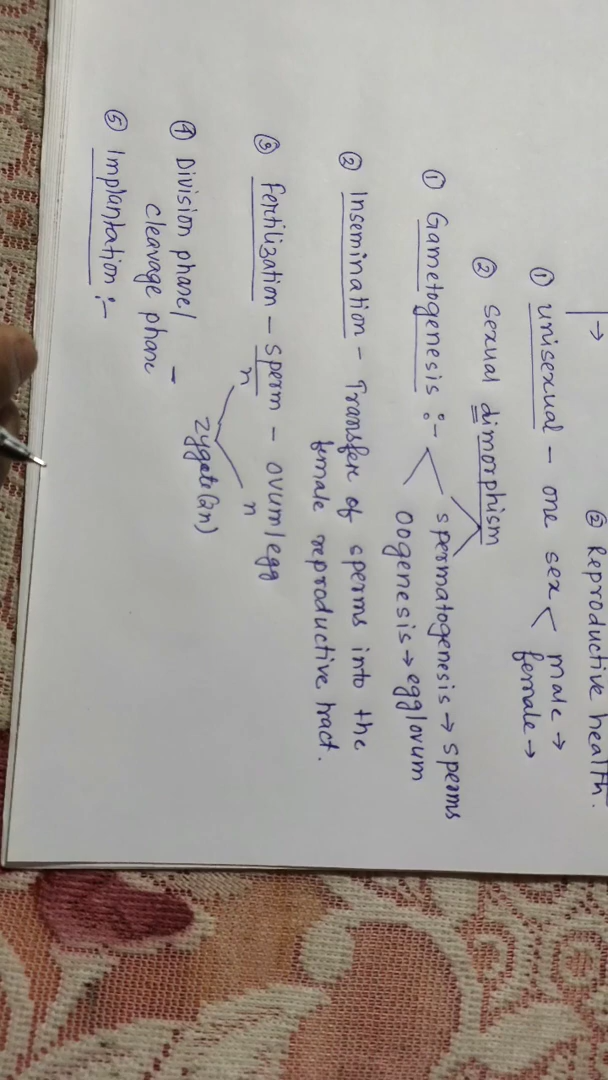 ② Reproductive health.
→
① unisexual - one sex < male →
female →
② sexual dimorphism
① Gametogenesis :- < spermatogenesis → sperms
oogenesis → egg/ovum
② Insemination - Transfer of sperms into the
female reproductive tract.
③ fertilization - sperm - ovum/egg
n n
zygote (2n)
④ Division phase/ -
cleavage phase
⑤ Implantation :-